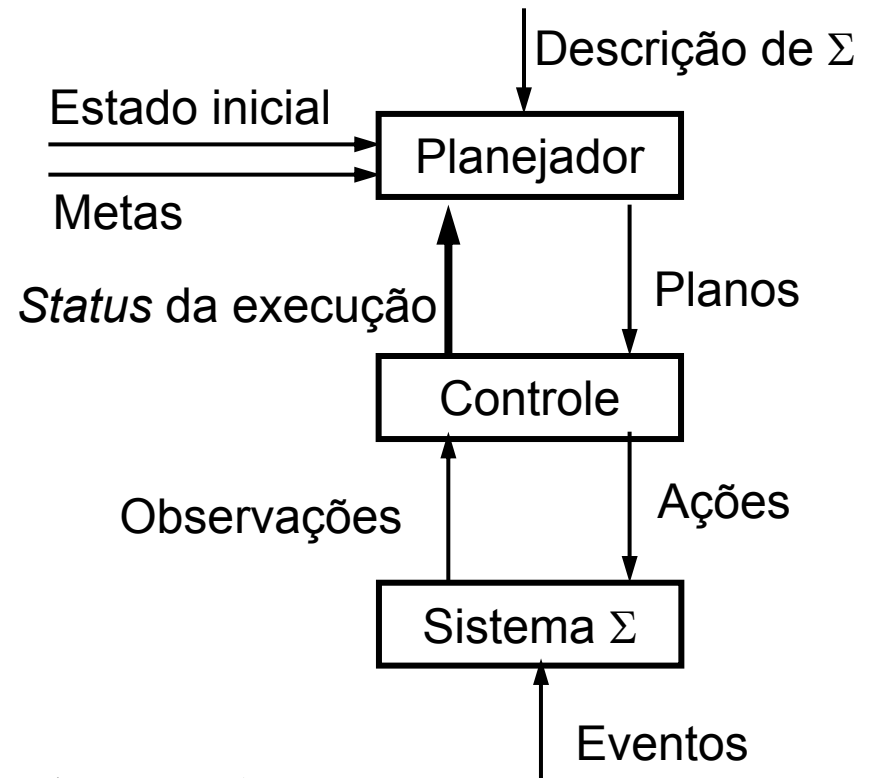 Descrição de Σ
Estado inicial
Planejador
Metas
Status da execução
Planos
Controle
Observações
Ações
Sistema Σ
Eventos